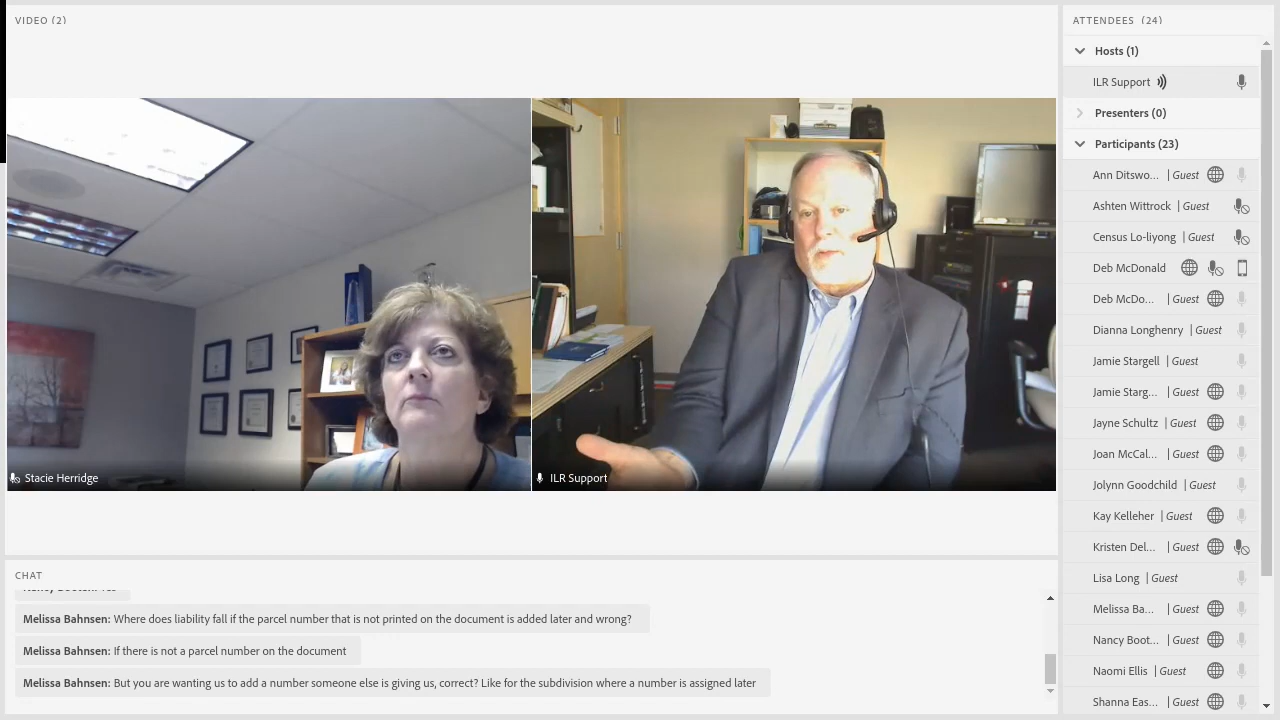 VIDEO (2)
Stacie Herridge
ILR Support
CHAT
Melissa Bahnsen: Where does liability fall if the parcel number that is not printed on the document is added later and wrong?
Melissa Bahnsen: If there is not a parcel number on the document
Melissa Bahnsen: But you are wanting us to add a number someone else is giving us, correct? Like for the subdivision where a number is assigned later
ATTENDEES (24)
Hosts (1)
ILR Support
Presenters (0)
Participants (23)
Ann Ditswo... | Guest
Ashten Wittrock | Guest
Census Lo-liyong | Guest
Deb McDonald
Deb McDo... | Guest
Dianna Longhenry | Guest
Jamie Stargell | Guest
Jamie Starg... | Guest
Jayne Schultz | Guest
Joan McCal... | Guest
Jolynn Goodchild | Guest
Kay Kelleher | Guest
Kristen Del... | Guest
Lisa Long | Guest
Melissa Ba... | Guest
Nancy Boot... | Guest
Naomi Ellis | Guest
Shanna Eas... | Guest